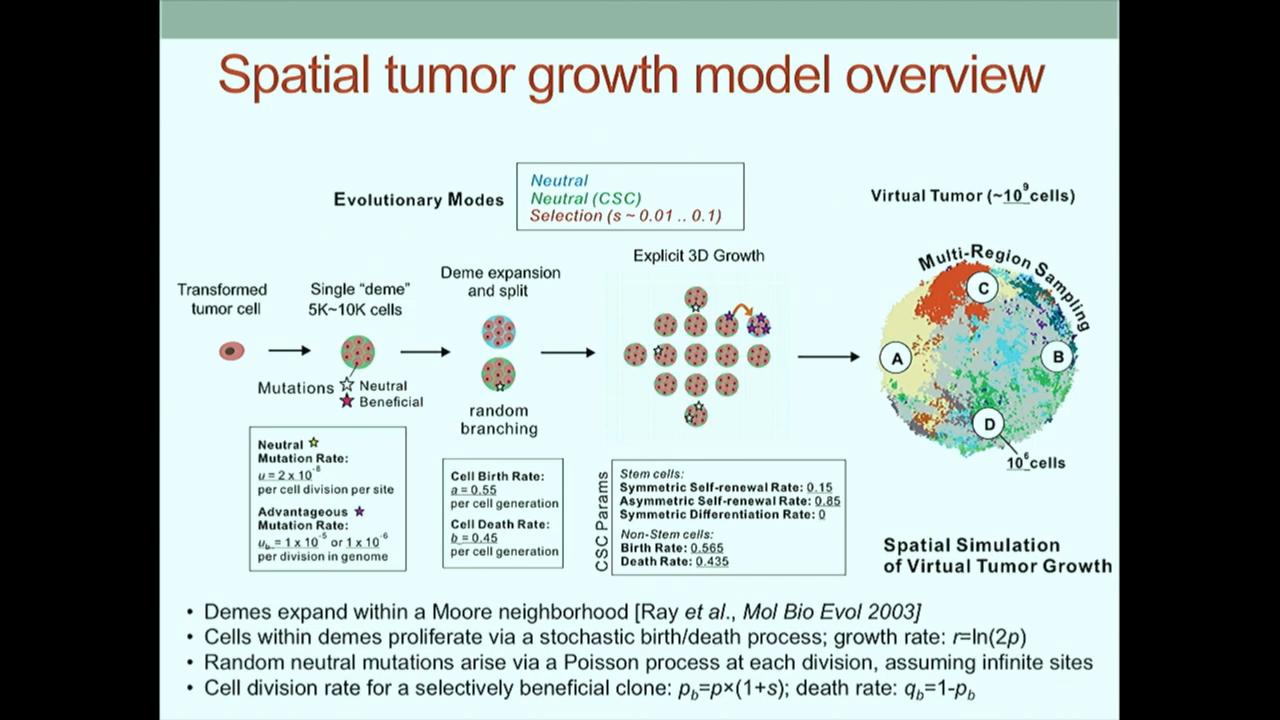 Spatial tumor growth model overview
Evolutionary Modes
Neutral
Neutral (CSC)
Selection (s ~ 0.01 .. 0.1)
Virtual Tumor (~10^9 cells)
Transformed
tumor cell
Single “deme”
5K~10K cells
Deme expansion
and split
Explicit 3D Growth
Multi-Region Sampling
C
A
B
D
10^6 cells
Mutations
Neutral
Beneficial
random
branching
Neutral
Mutation Rate:
u = 2 x 10^-8
per cell division per site
Advantageous
Mutation Rate:
u_b = 1 x 10^-5 or 1 x 10^-6
per division in genome
Cell Birth Rate:
a = 0.55
per cell generation
Cell Death Rate:
b = 0.45
per cell generation
CSC Params
Stem cells:
Symmetric Self-renewal Rate: 0.15
Asymmetric Self-renewal Rate: 0.85
Symmetric Differentiation Rate: 0
Non-Stem cells:
Birth Rate: 0.565
Death Rate: 0.435
Spatial Simulation
of Virtual Tumor Growth
• Demes expand within a Moore neighborhood [Ray et al., Mol Bio Evol 2003]
• Cells within demes proliferate via a stochastic birth/death process; growth rate: r=ln(2p)
• Random neutral mutations arise via a Poisson process at each division, assuming infinite sites
• Cell division rate for a selectively beneficial clone: p_b=p×(1+s); death rate: q_b=1-p_b